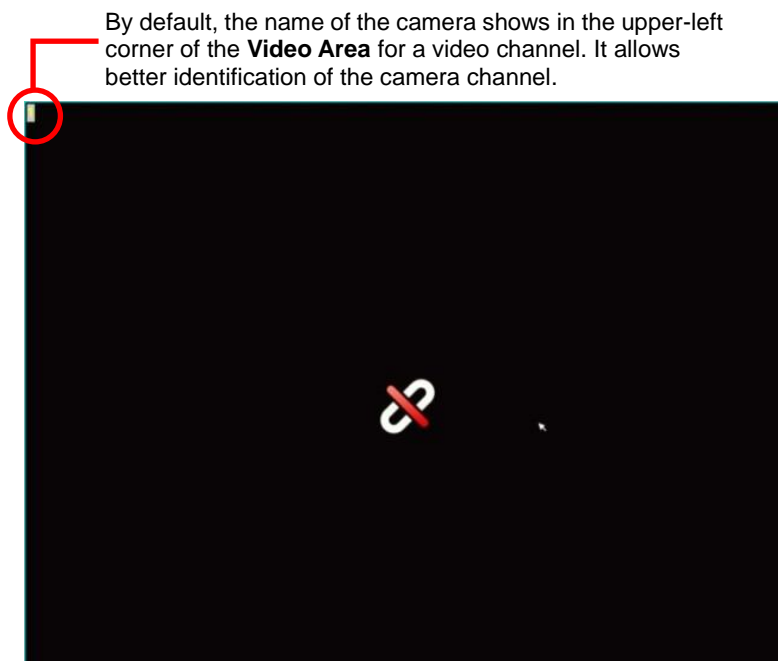 By default, the name of the camera shows in the upper-left
corner of the Video Area for a video channel. It allows
better identification of the camera channel.